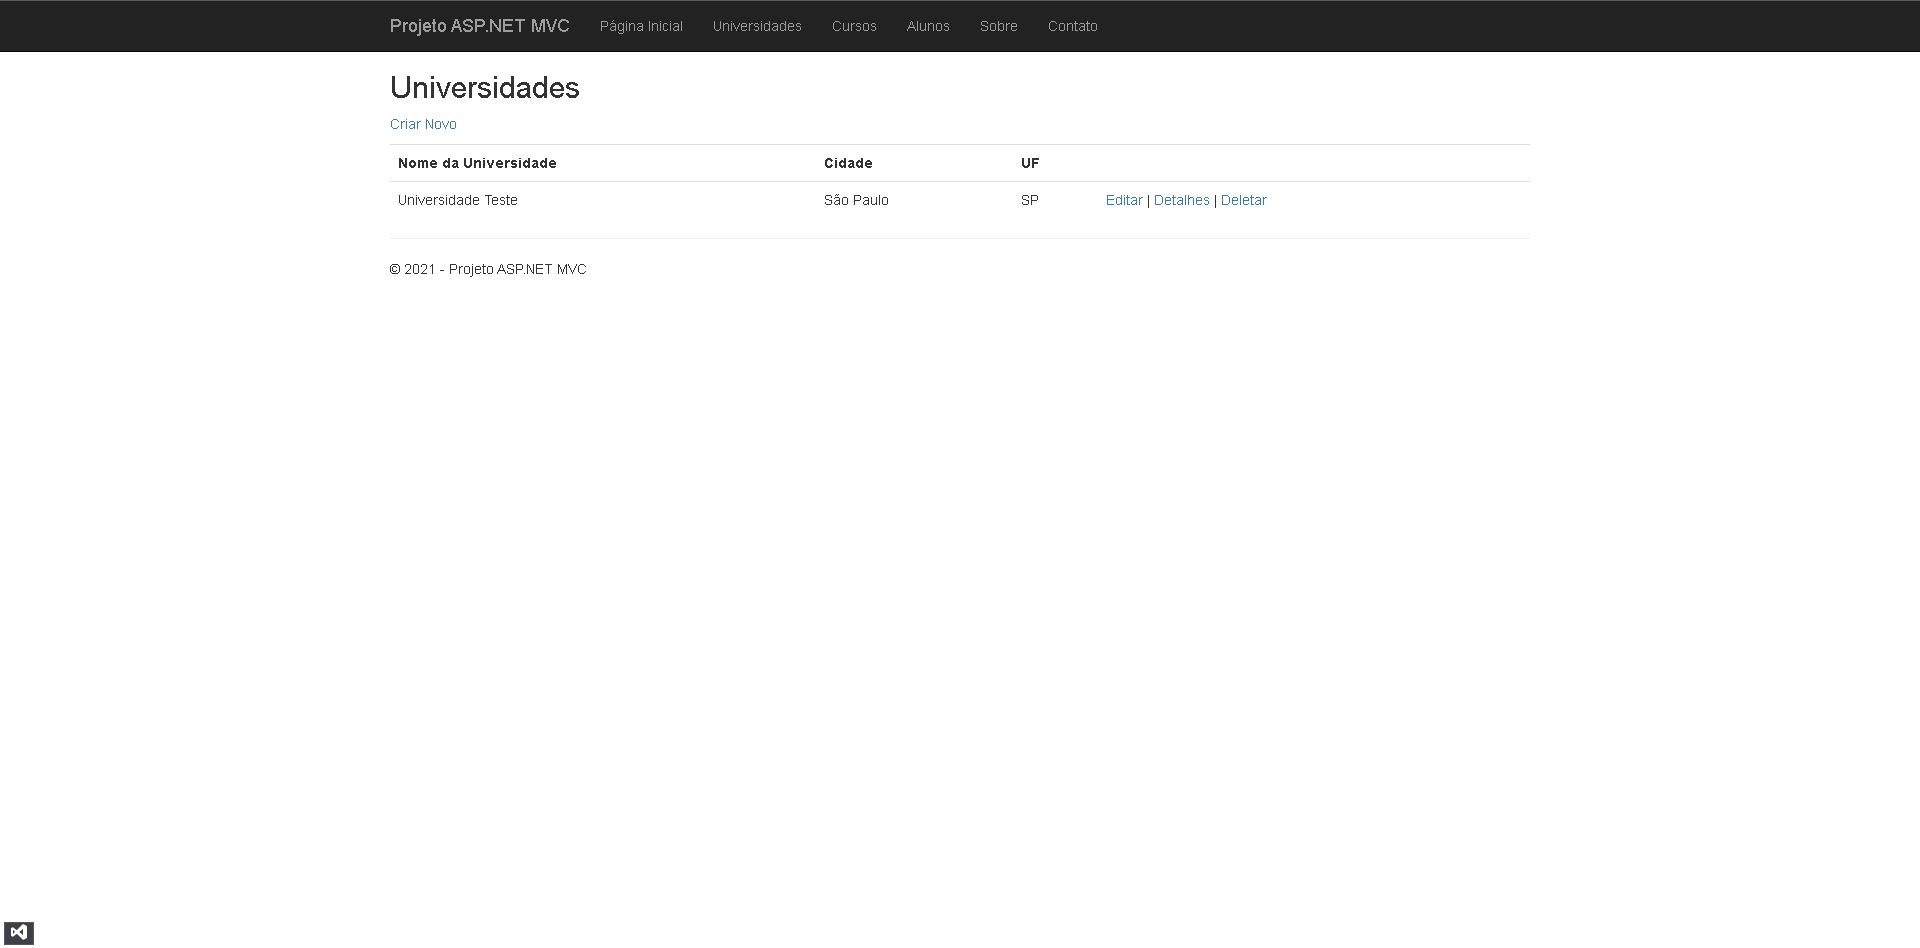 Projeto ASP.NET MVC Página Inicial Universidades Cursos Alunos Sobre Contato
Universidades
Criar Novo
Nome da Universidade Cidade UF
Universidade Teste São Paulo SP Editar | Detalhes | Deletar
© 2021 - Projeto ASP.NET MVC